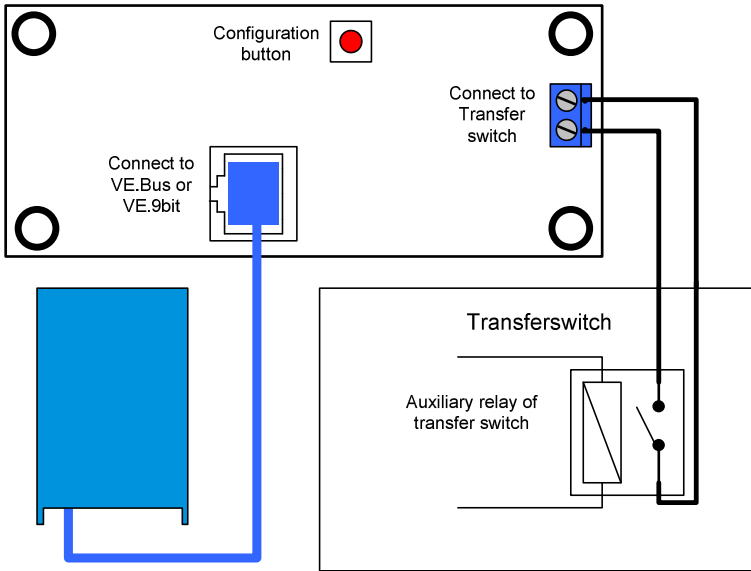 Configuration
button
Connect to
Transfer
switch
Connect to
VE.Bus or
VE.9bit
Transferswitch
Auxiliary relay of
transfer switch